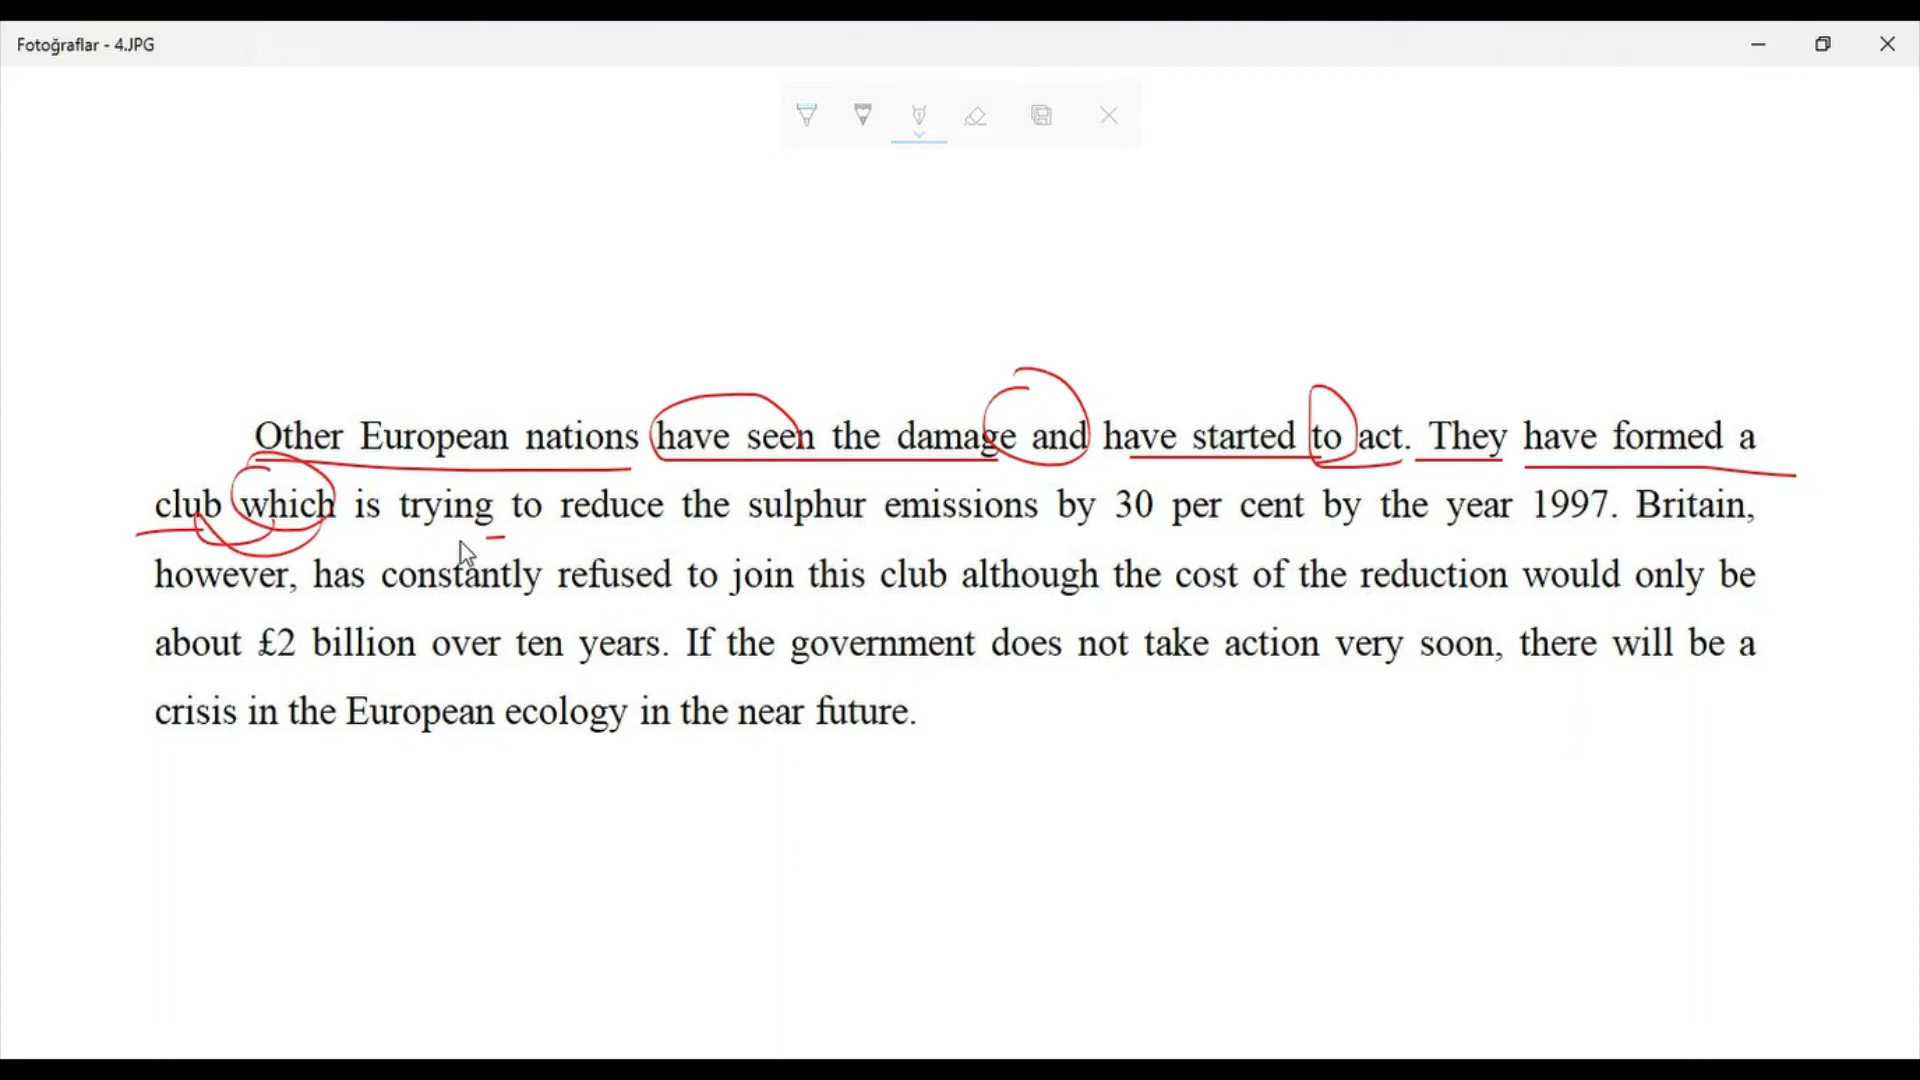 Fotoğraflar - 4.JPG
Other European nations have seen the damage and have started to act. They have formed a
club which is trying to reduce the sulphur emissions by 30 per cent by the year 1997. Britain,
however, has constantly refused to join this club although the cost of the reduction would only be
about £2 billion over ten years. If the government does not take action very soon, there will be a
crisis in the European ecology in the near future.